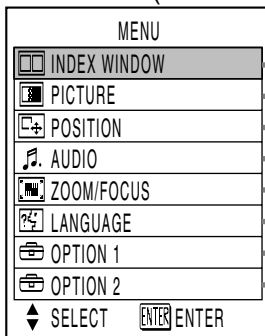 MENU
INDEX WINDOW
PICTURE
POSITION
AUDIO
ZOOM/FOCUS
LANGUAGE
OPTION 1
OPTION 2
SELECT ENTER ENTER